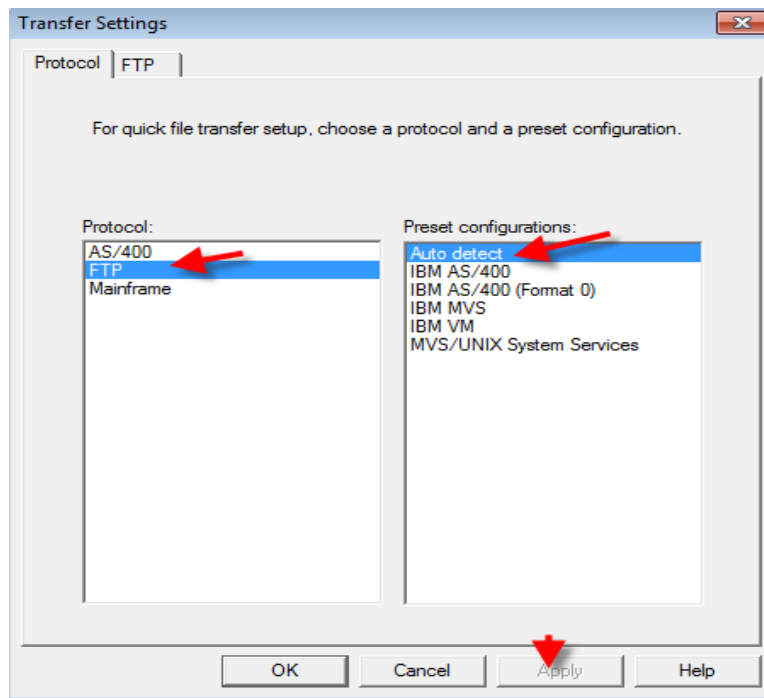 Transfer Settings
Protocol
FTP
For quick file transfer setup, choose a protocol and a preset configuration.
Protocol:
AS/400
FTP
Mainframe
Preset configurations:
Auto detect
IBM AS/400
IBM AS/400 (Format 0)
IBM MVS
IBM VM
MVS/UNIX System Services
OK
Cancel
Apply
Help